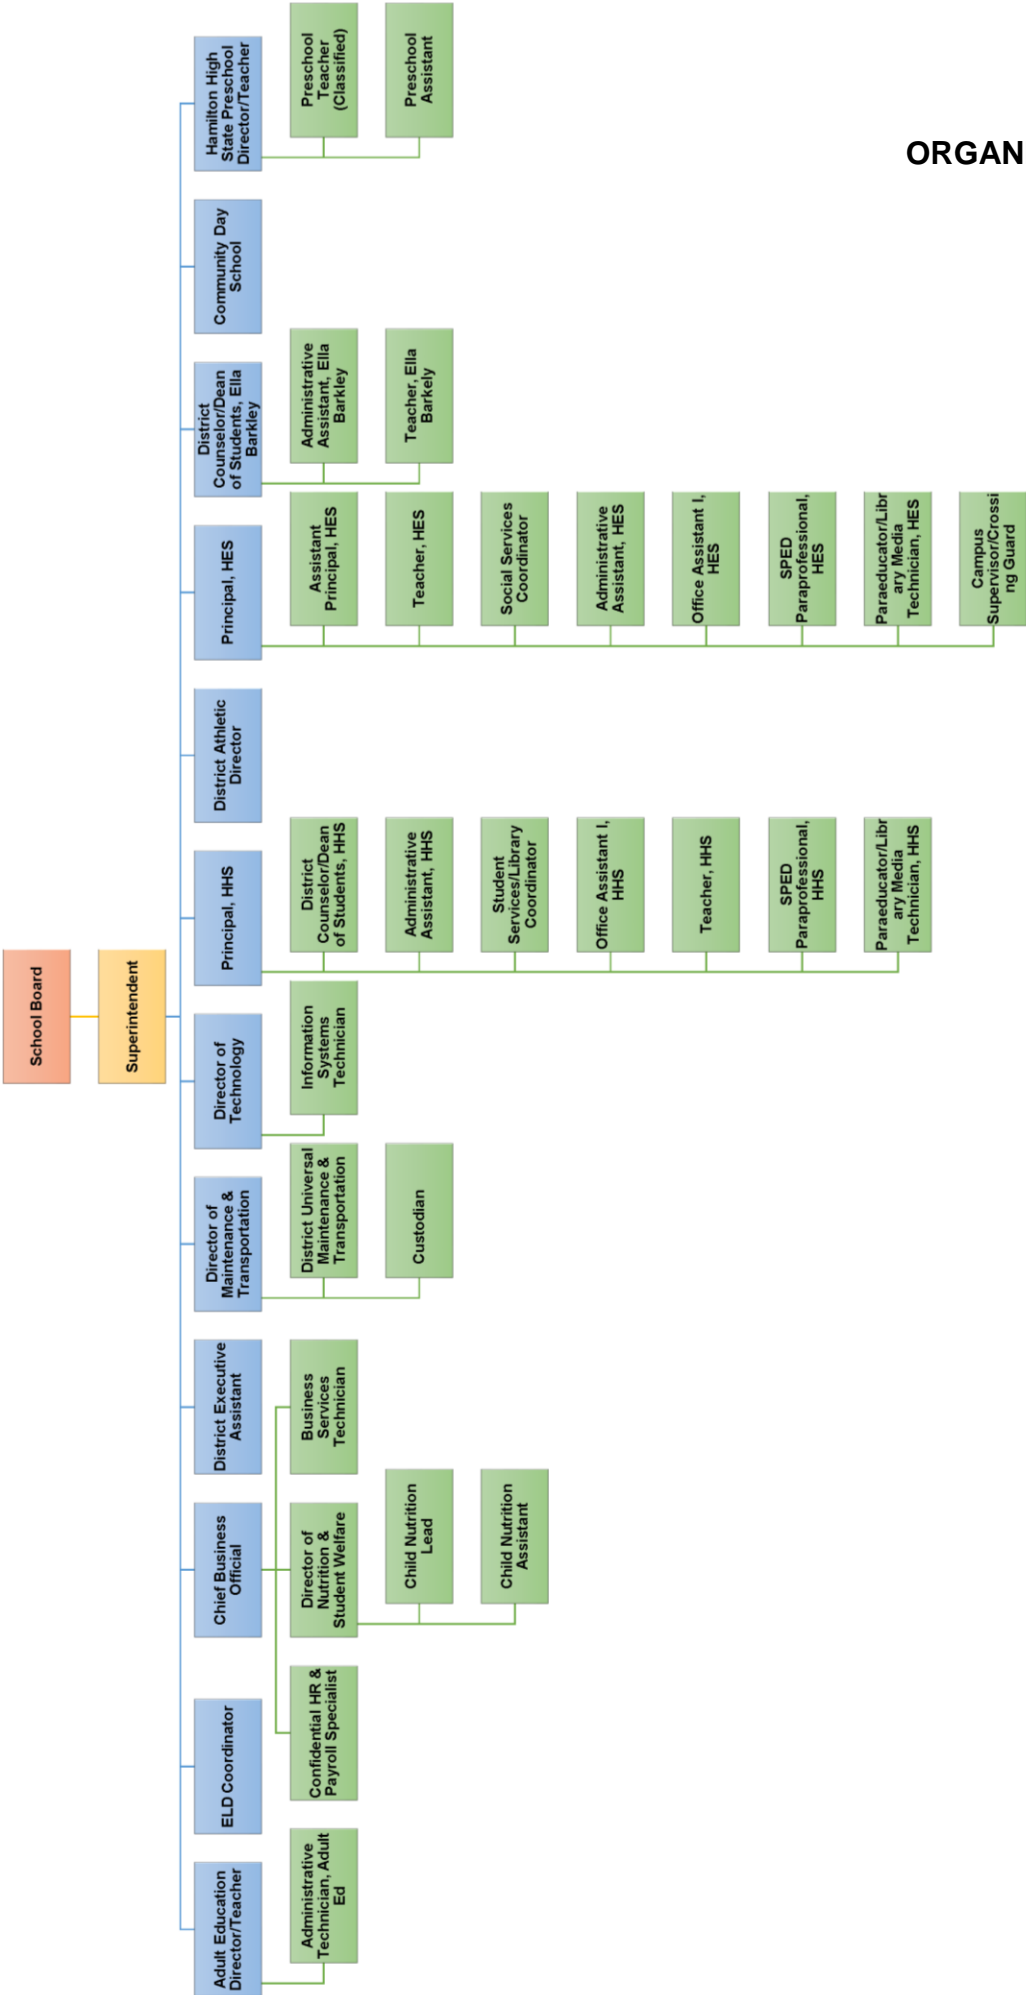 ORGAN
School Board
Superintendent
Adult Education
Director/Teacher
Administrative
Technician, Adult
Ed
ELD Coordinator
Chief Business
Official
Confidential HR &
Payroll Specialist
Director of
Nutrition &
Student Welfare
Child Nutrition
Lead
Child Nutrition
Assistant
Business
Services
Technician
District Executive
Assistant
Director of
Maintenance &
Transportation
District Universal
Maintenance &
Transportation
Custodian
Director of
Technology
Information
Systems
Technician
Principal, HHS
District
Counselor/Dean
of Students, HHS
Administrative
Assistant, HHS
Student
Services/Library
Coordinator
Office Assistant I,
HHS
Teacher, HHS
SPED
Paraprofessional,
HHS
Paraeducator/Libr
ary Media
Technician, HHS
District Athletic
Director
Principal, HES
Assistant
Principal, HES
Teacher, HES
Social Services
Coordinator
Administrative
Assistant, HES
Office Assistant I,
HES
SPED
Paraprofessional,
HES
Paraeducator/Libr
ary Media
Technician, HES
Campus
Supervisor/Crossi
ng Guard
District
Counselor/Dean
of Students, Ella
Barkley
Administrative
Assistant, Ella
Barkley
Teacher, Ella
Barkely
Community Day
School
Hamilton High
State Preschool
Director/Teacher
Preschool
Teacher
(Classified)
Preschool
Assistant